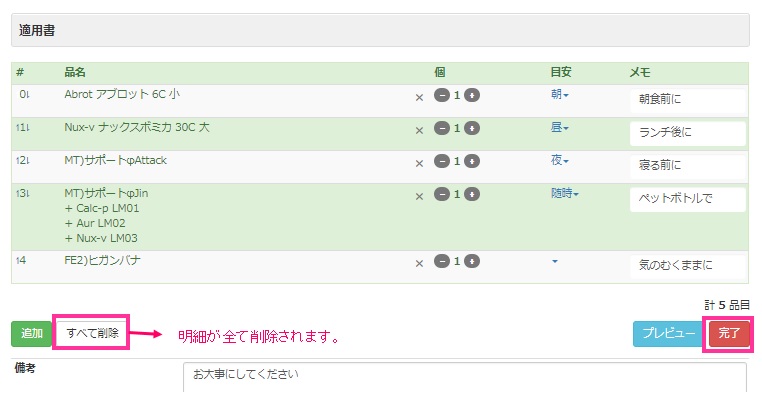 適用書
# 品名 個 目安 メモ
0↓ Abrot アブロット 6C 小 × − 1 + 朝 朝食前に
↑1↓ Nux-v ナックスボミカ 30C 大 × − 1 + 昼 ランチ後に
↑2↓ MT)サポートφAttack × − 1 + 夜 寝る前に
↑3↓ MT)サポートφJin × − 1 + 随時 ペットボトルで
+ Calc-p LM01
+ Aur LM02
+ Nux-v LM03
↑4 FE2)ヒガンバナ × − 1 + 気のむくままに
計 5 品目
追加 すべて削除 明細が全て削除されます。 プレビュー 完了
備考 お大事にしてください